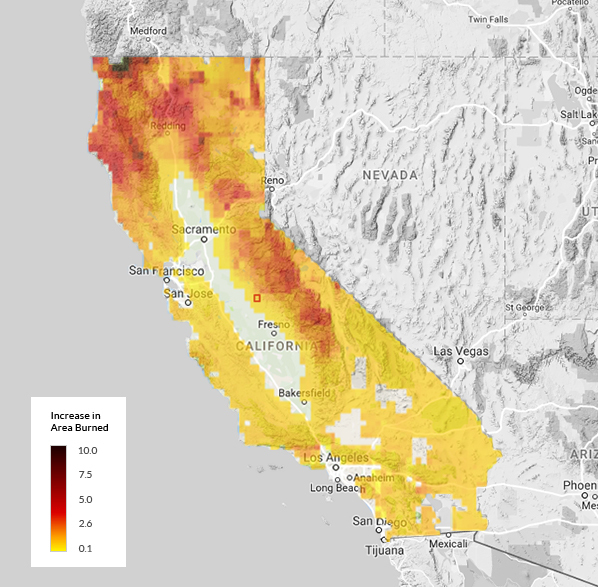 Pocatello
Twin Falls
Medford
Ogde
Salt Lak
San
Redding
Pr
NEVADA
Reno
UT
Sacramento
San Francisco
San Jose
St George
Fresno
CALIFORNIA
Las Vegas
Bakersfield
Increase in
Area Burned
10.0
7.5
5.0
2.6
0.1
ARIZ
Los Angeles
Anaheim
Long Beach
Phoen
Mes
San Diego
Mexicali
Tijuana